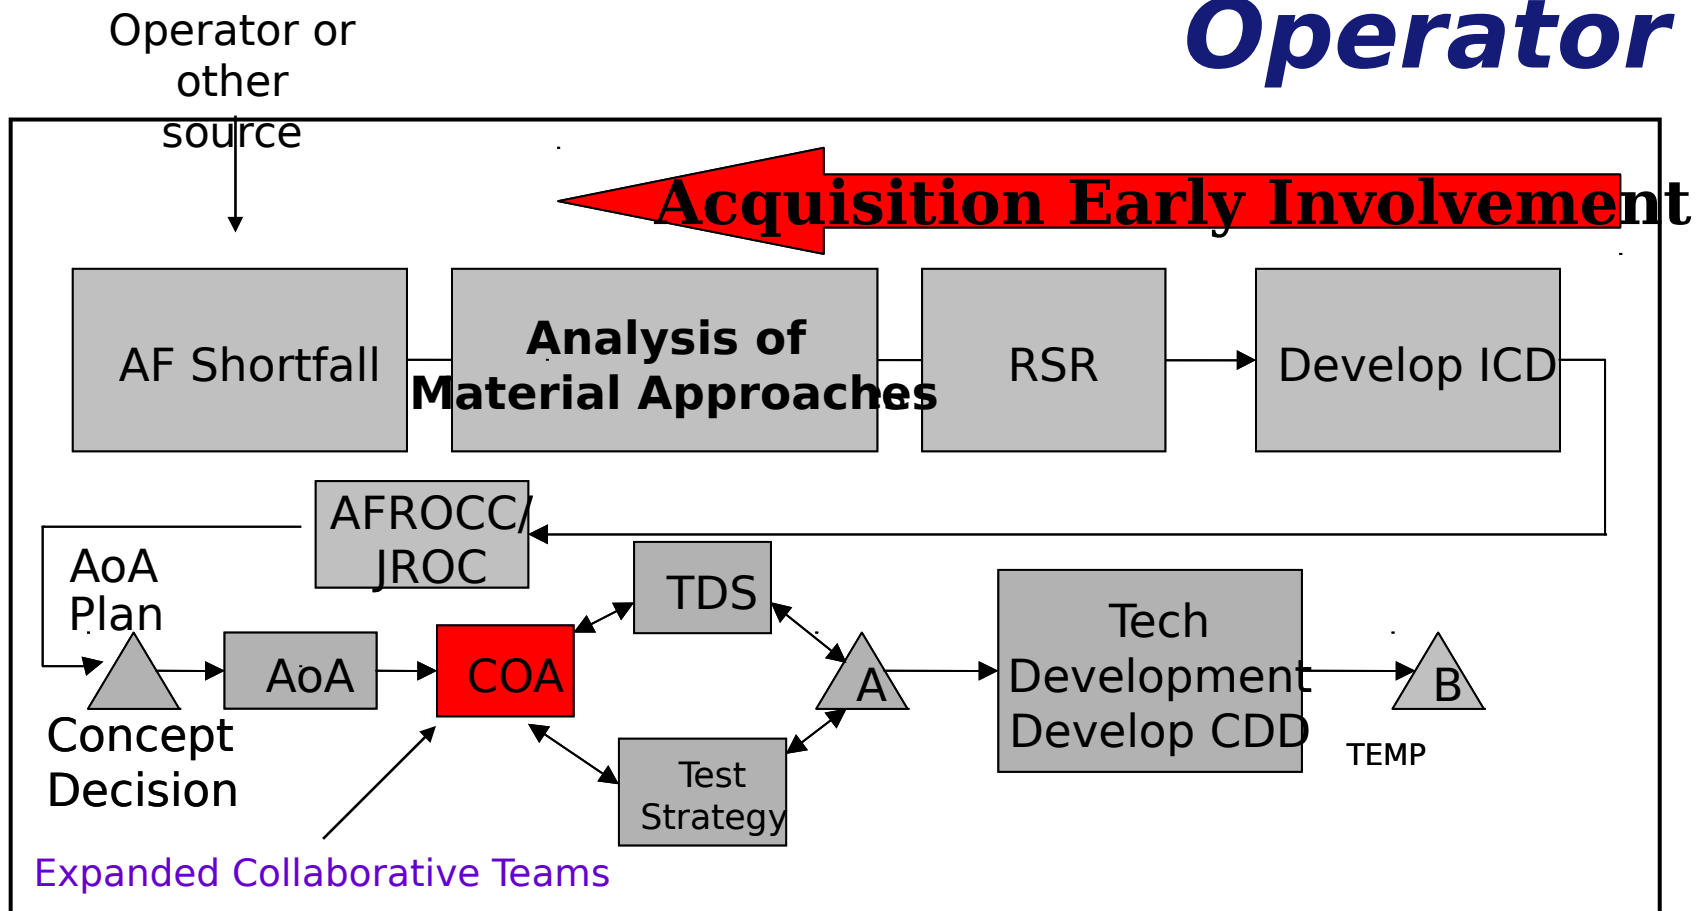 Operator or
other
source
Operator
Acquisition Early Involvement
AF Shortfall
Analysis of
Material Approaches
RSR
Develop ICD
AFROCC/
JROC
AoA
Plan
TDS
Tech
Development
Develop CDD
AoA
COA
A
B
Concept
Decision
TEMP
Test
Strategy
Expanded Collaborative Teams